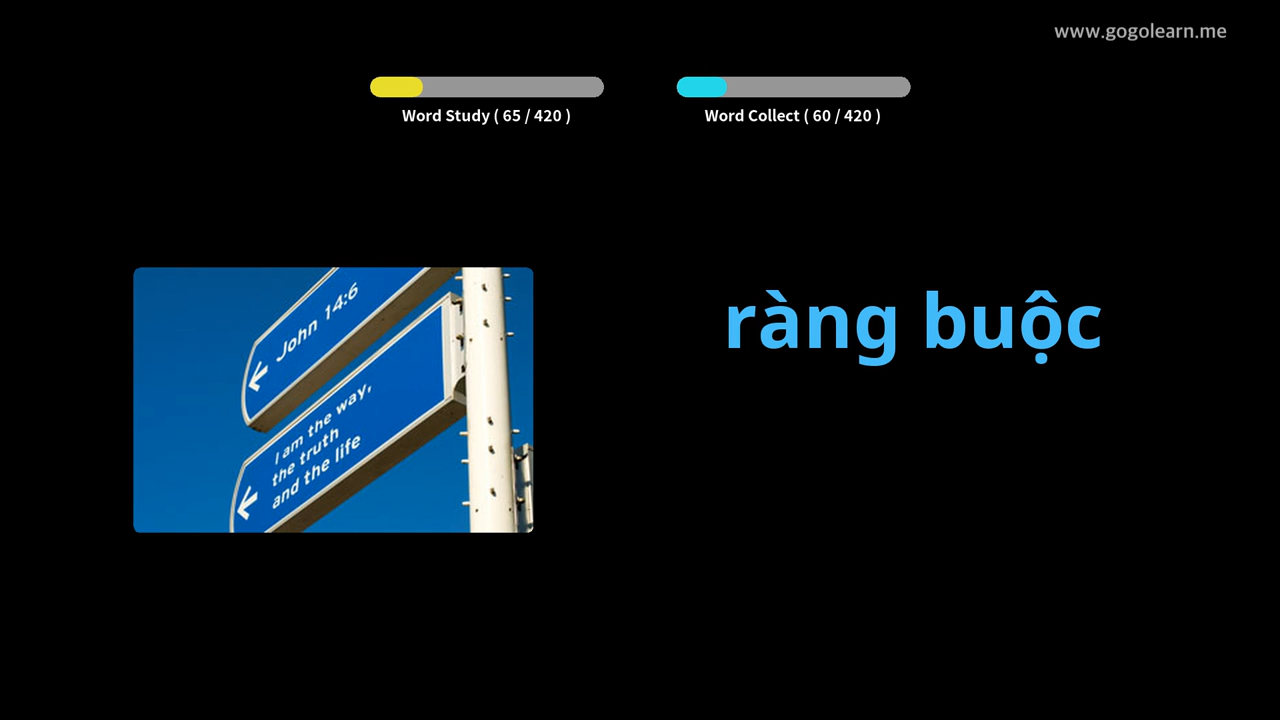 www.gogolearn.me
Word Study ( 65 / 420 )
Word Collect ( 60 / 420 )
John 14:6
I am the way,
the truth
and the life
ràng buộc